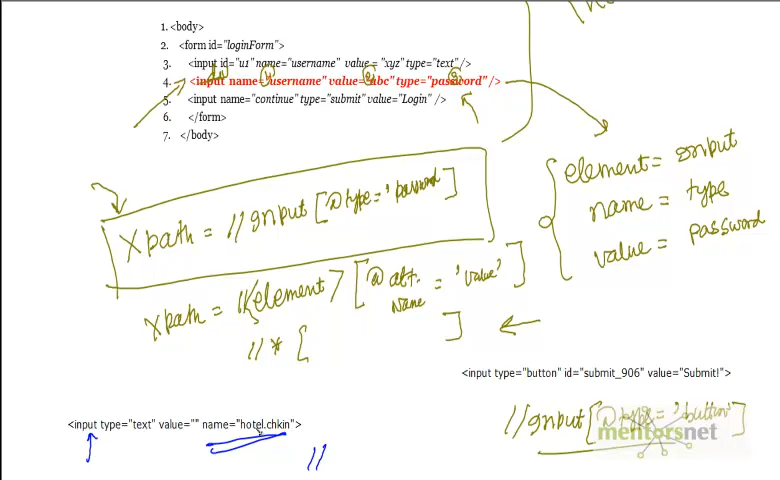 1. <body>
2. <form id="loginForm">
3. <input id="u1" name="username" value = "xyz" type="text"/>
4. <input name="username" value="abc" type="password"/>
5. <input name="continue" type="submit" value="Login" />
6. </form>
7. </body>
element = input
name = type
value = password
Xpath = //input [@type = 'password]
Xpath = //<element> [@att. Name = 'value']
//* [ ]
<input type="button" id="submit_906" value="Submit!">
<input type="text" value="" name="hotel.chkin">
//input[@type = 'button']
mentorsnet
//